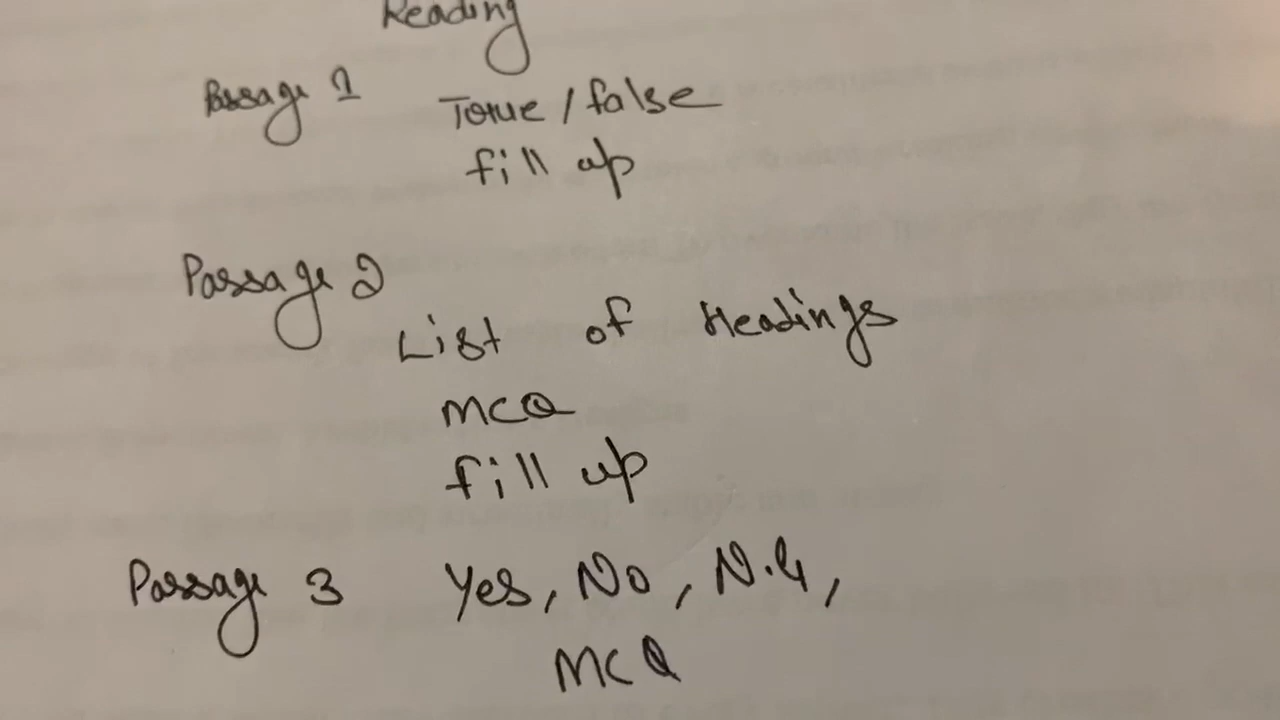 Reading
Passage 1 True/false
fill up
Passage 2
List of Headings
MCQ
fill up
Passage 3 Yes, No, N.G,
MCQ